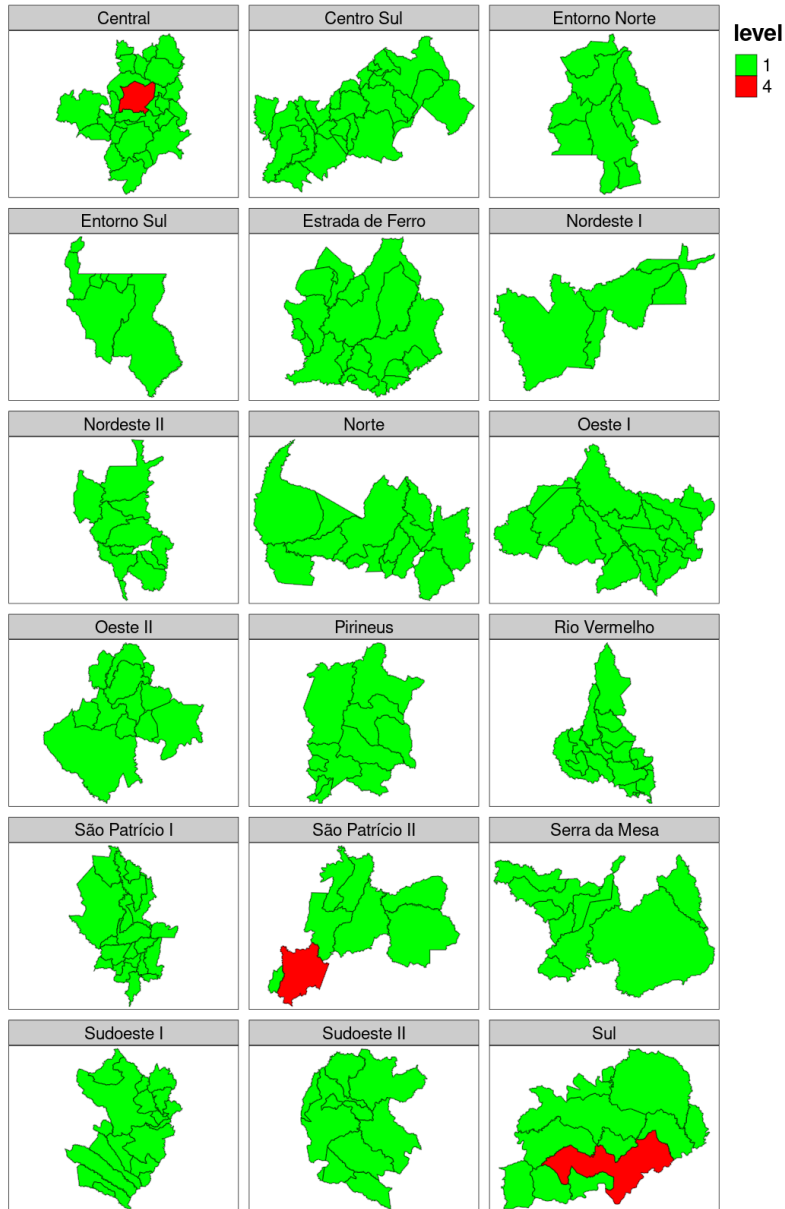 Central
Centro Sul
Entorno Norte
level
1
4
Entorno Sul
Estrada de Ferro
Nordeste I
Nordeste II
Norte
Oeste I
Oeste II
Pirineus
Rio Vermelho
São Patrício I
São Patrício II
Serra da Mesa
Sudoeste I
Sudoeste II
Sul